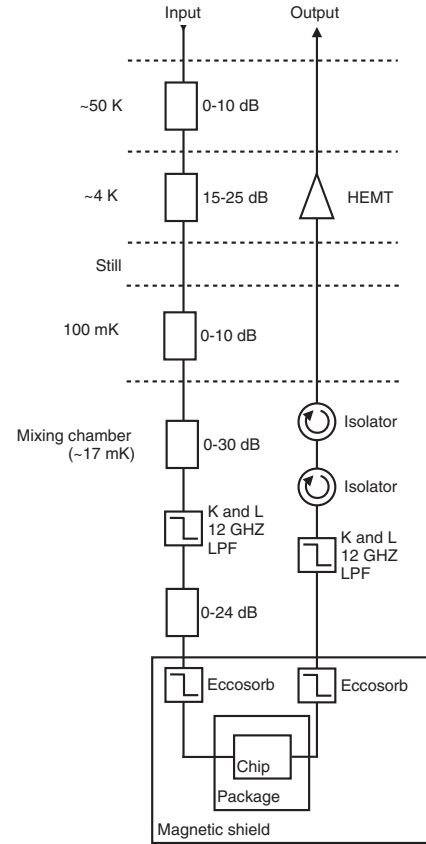 Input
Output
~50 K
0-10 dB
~4 K
15-25 dB
HEMT
Still
100 mK
0-10 dB
Isolator
Mixing chamber
(~17 mK)
0-30 dB
Isolator
K and L
12 GHZ
LPF
K and L
12 GHZ
LPF
0-24 dB
Eccosorb
Eccosorb
Chip
Package
Magnetic shield